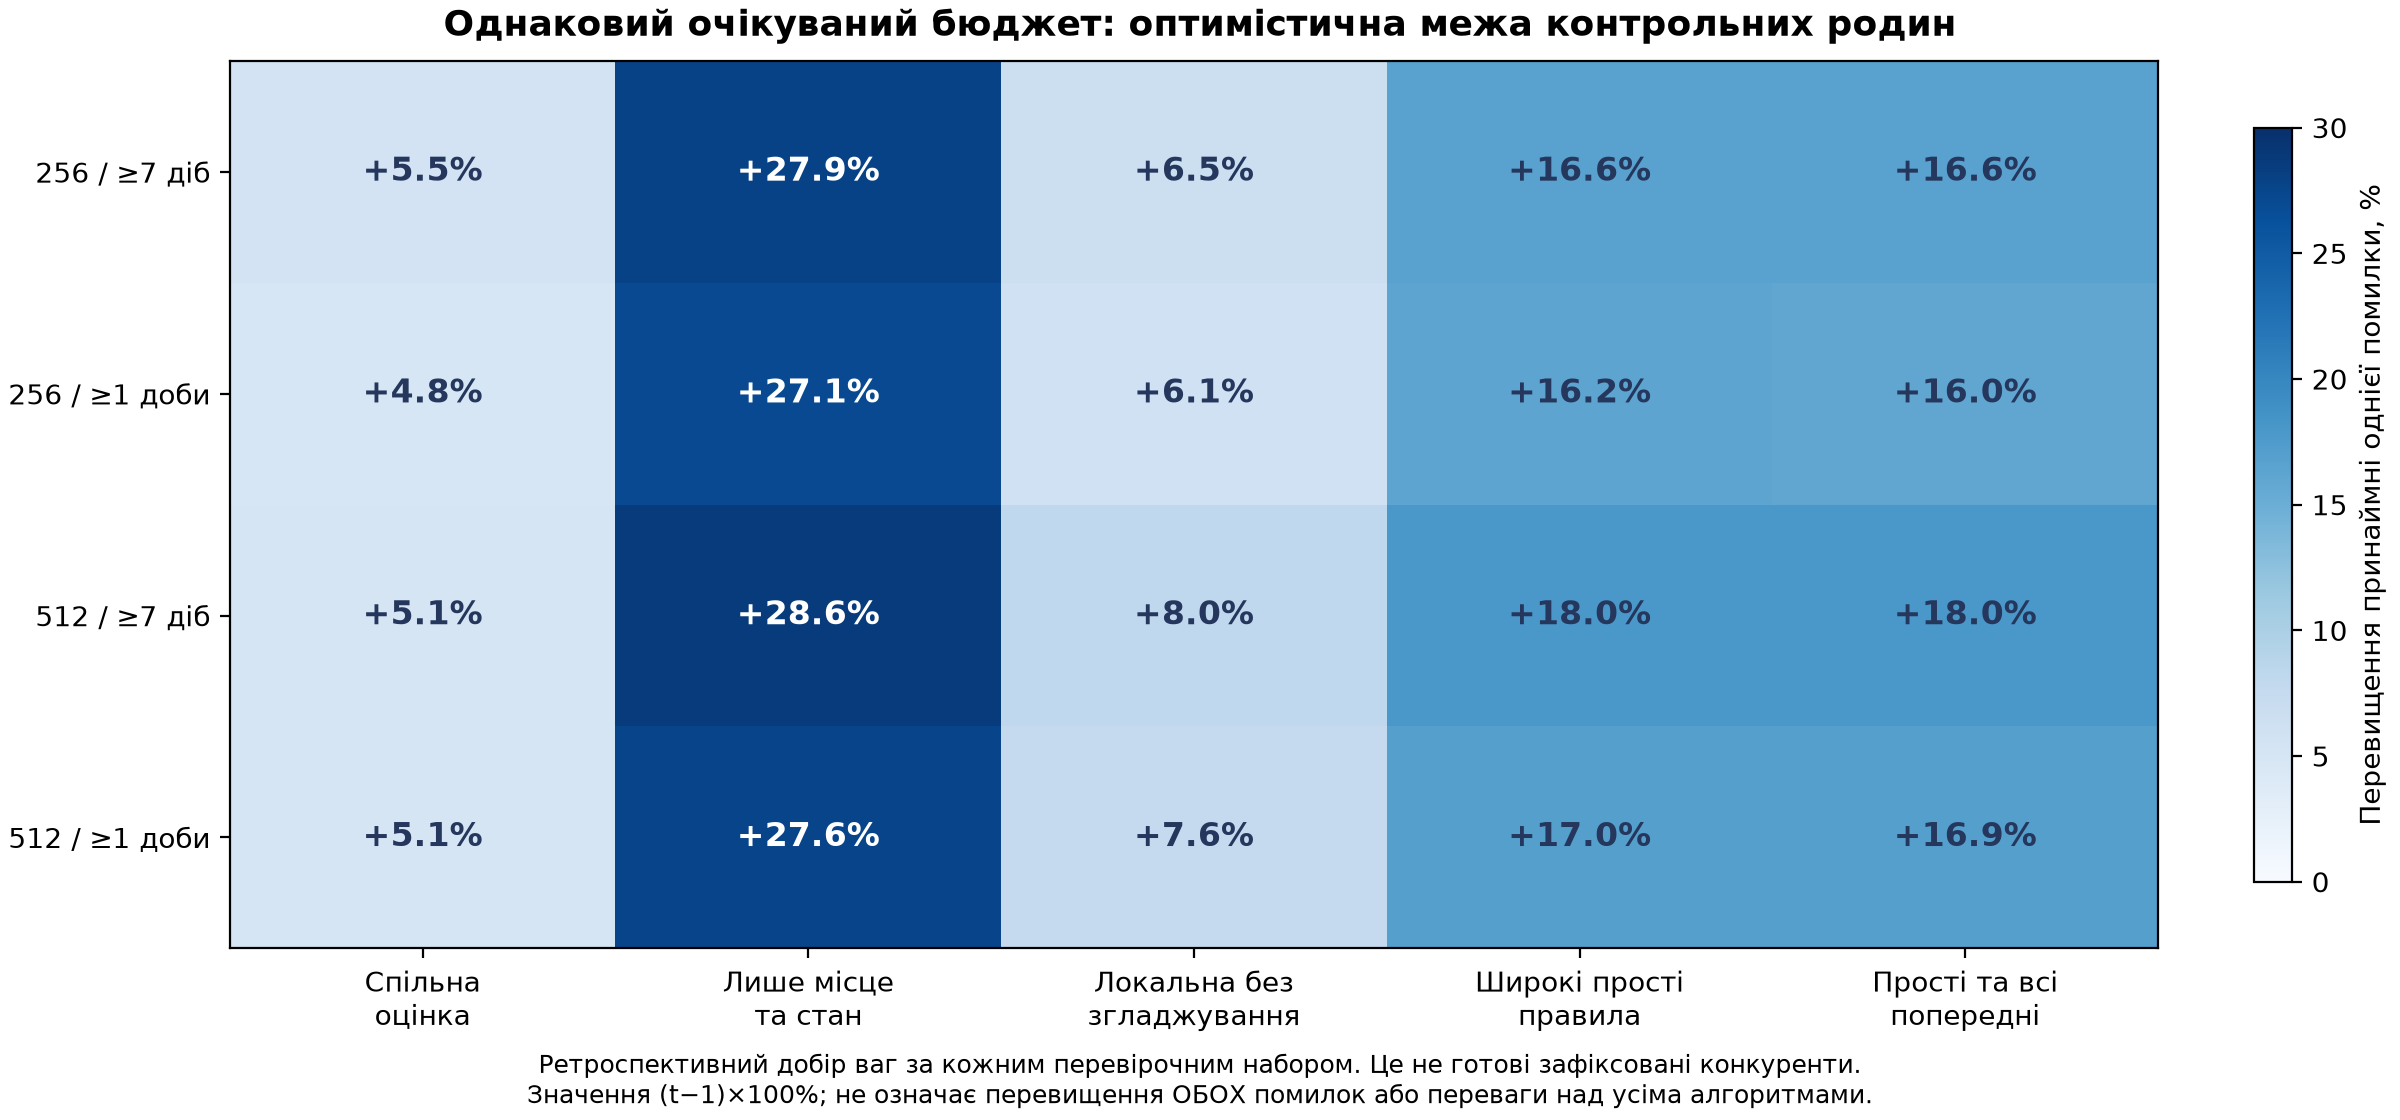 Однаковий очікуваний бюджет: оптимістична межа контрольних родин
256 / ≥7 діб
+5.5%
+27.9%
+6.5%
+16.6%
+16.6%
256 / ≥1 доби
+4.8%
+27.1%
+6.1%
+16.2%
+16.0%
512 / ≥7 діб
+5.1%
+28.6%
+8.0%
+18.0%
+18.0%
512 / ≥1 доби
+5.1%
+27.6%
+7.6%
+17.0%
+16.9%
Спільна
оцінка
Лише місце
та стан
Локальна без
згладжування
Широкі прості
правила
Прості та всі
попередні
30
25
20
15
10
5
0
Перевищення принаймні однієї помилки, %
Ретроспективний добір ваг за кожним перевірочним набором. Це не готові зафіксовані конкуренти.
Значення (t−1)×100%; не означає перевищення ОБОХ помилок або переваги над усіма алгоритмами.